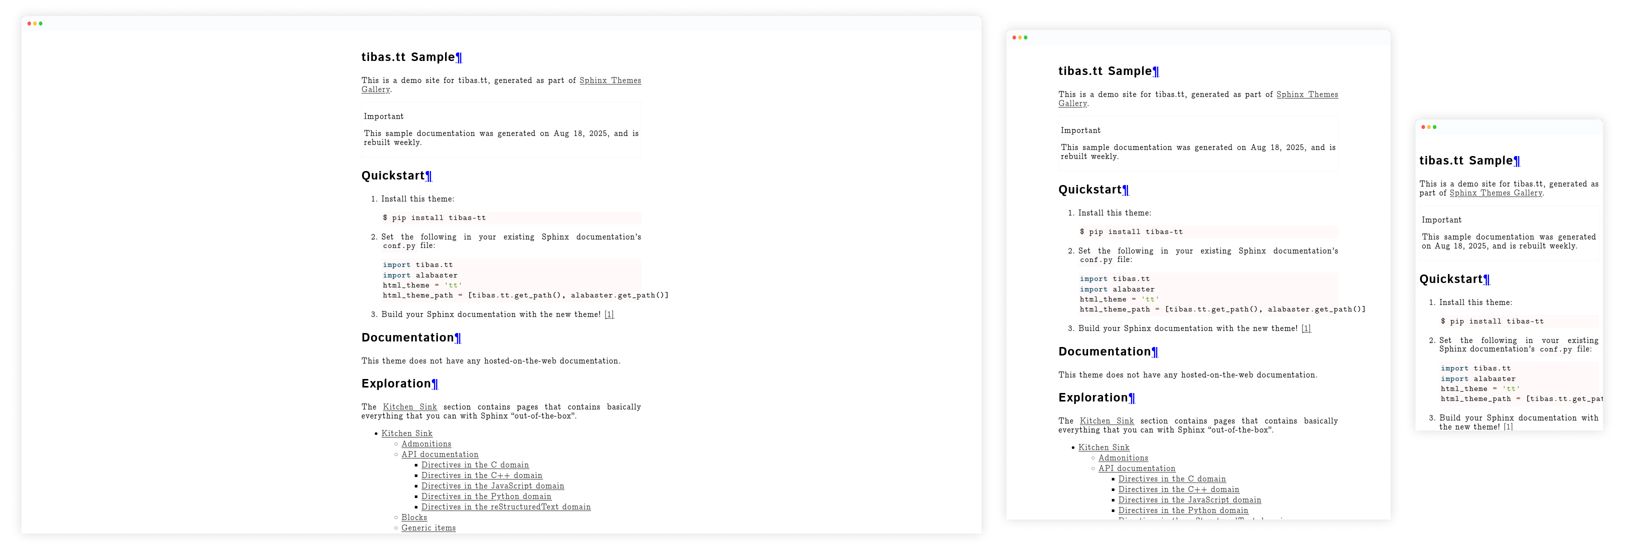 tibas.tt Sample¶
This is a demo site for tibas.tt, generated as part of Sphinx Themes
Gallery.
Important
This sample documentation was generated on Aug 18, 2025, and is
rebuilt weekly.
Quickstart¶
1. Install this theme:
$ pip install tibas-tt
2. Set the following in your existing Sphinx documentation's
conf.py file:
import tibas.tt
import alabaster
html_theme = 'tt'
html_theme_path = [tibas.tt.get_path(), alabaster.get_path()]
3. Build your Sphinx documentation with the new theme! [1]
Documentation¶
This theme does not have any hosted-on-the-web documentation.
Exploration¶
The Kitchen Sink section contains pages that contains basically
everything that you can with Sphinx “out-of-the-box”.
Kitchen Sink
Admonitions
API documentation
Directives in the C domain
Directives in the C++ domain
Directives in the JavaScript domain
Directives in the Python domain
Directives in the reStructuredText domain
Blocks
Generic items
tibas.tt Sample¶
This is a demo site for tibas.tt, generated as part of Sphinx Themes
Gallery.
Important
This sample documentation was generated on Aug 18, 2025, and is
rebuilt weekly.
Quickstart¶
1. Install this theme:
$ pip install tibas-tt
2. Set the following in your existing Sphinx documentation's
conf.py file:
import tibas.tt
import alabaster
html_theme = 'tt'
html_theme_path = [tibas.tt.get_path(), alabaster.get_path()]
3. Build your Sphinx documentation with the new theme! [1]
Documentation¶
This theme does not have any hosted-on-the-web documentation.
Exploration¶
The Kitchen Sink section contains pages that contains basically
everything that you can with Sphinx “out-of-the-box”.
Kitchen Sink
Admonitions
API documentation
Directives in the C domain
Directives in the C++ domain
Directives in the JavaScript domain
Directives in the Python domain
tibas.tt Sample¶
This is a demo site for tibas.tt, generated as
part of Sphinx Themes Gallery.
Important
This sample documentation was generated
on Aug 18, 2025, and is rebuilt weekly.
Quickstart¶
1. Install this theme:
$ pip install tibas-tt
2. Set the following in your existing
Sphinx documentation's conf.py file:
import tibas.tt
import alabaster
html_theme = 'tt'
html_theme_path = [tibas.tt.get_pat
3. Build your Sphinx documentation with
the new theme! [1]